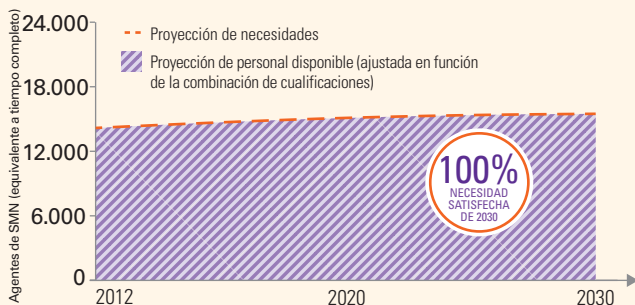 Agentes de SMN (equivalente a tiempo completo)
24.000
18.000
12.000
6.000
0
Proyección de necesidades
Proyección de personal disponible (ajustada en función
de la combinación de cualificaciones)
100%
NECESIDAD
SATISFECHA
DE 2030
2012
2020
2030